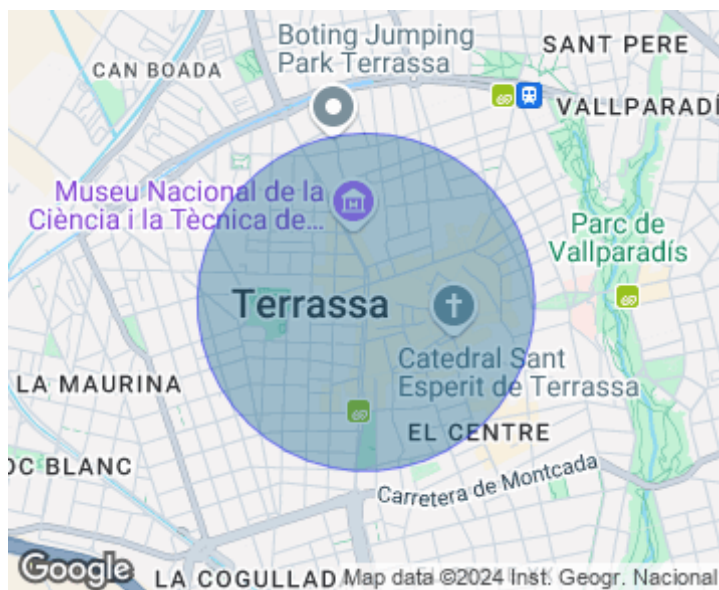 Boting Jumping
Park Terrassa
SANT PERE
CAN BOADA
VALLPARADÍ
Museu Nacional de la
Ciència i la Tècnica de...
Parc de
Vallparadís
Terrassa
Catedral Sant
Esperit de Terrassa
LA MAURINA
EL CENTRE
OC BLANC
Carretera de Montcada
Google
LA COGULLADA
Map data ©2024 Inst. Geogr. Nacional